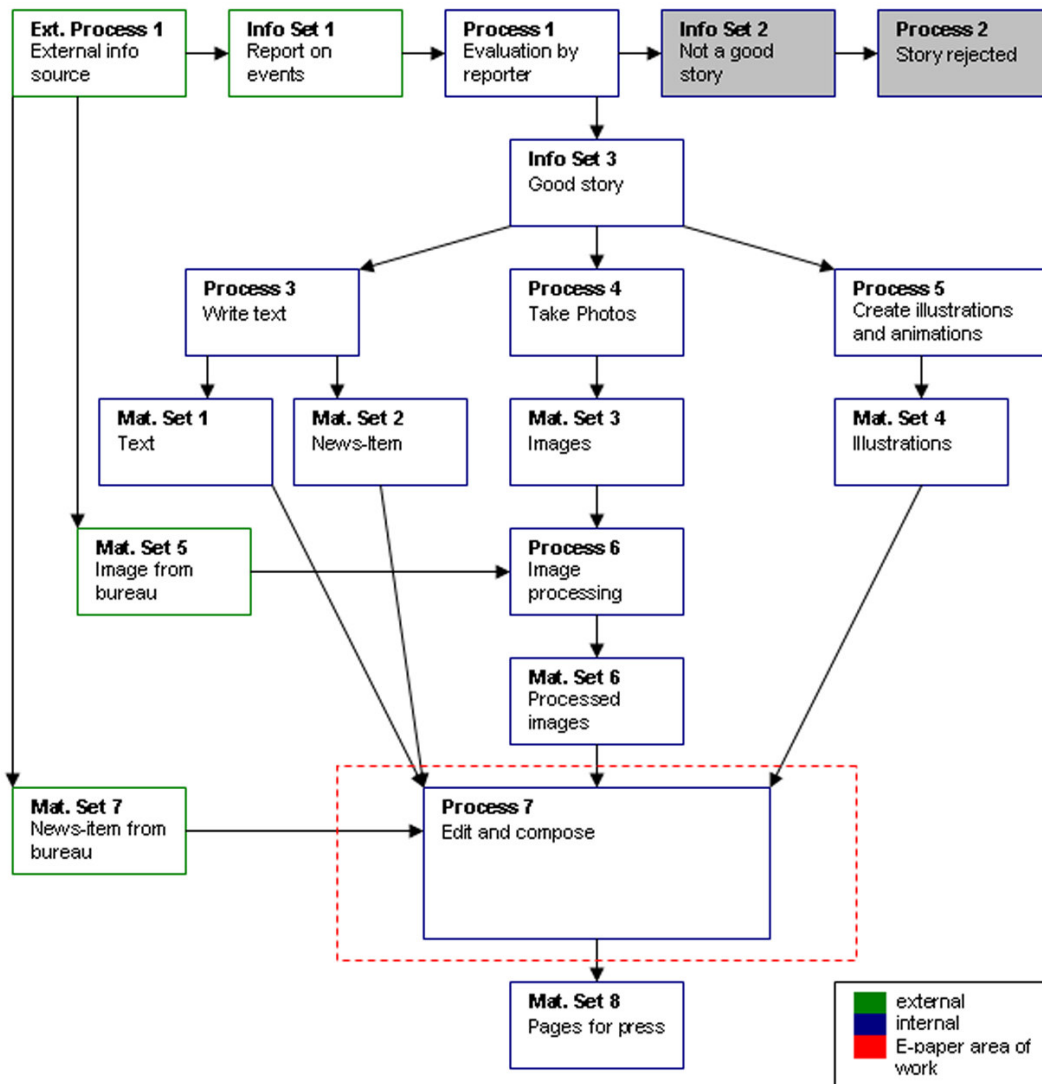 Ext. Process 1
External info
source
Info Set 1
Report on
events
Process 1
Evaluation by
reporter
Info Set 2
Not a good
story
Process 2
Story rejected
Info Set 3
Good story
Process 3
Write text
Process 4
Take Photos
Process 5
Create illustrations
and animations
Mat. Set 1
Text
Mat. Set 2
News-Item
Mat. Set 3
Images
Mat. Set 4
Illustrations
Mat. Set 5
Image from
bureau
Process 6
Image
processing
Mat. Set 6
Processed
images
Mat. Set 7
News-item from
bureau
Process 7
Edit and compose
Mat. Set 8
Pages for press
external
internal
E-paper area of
work